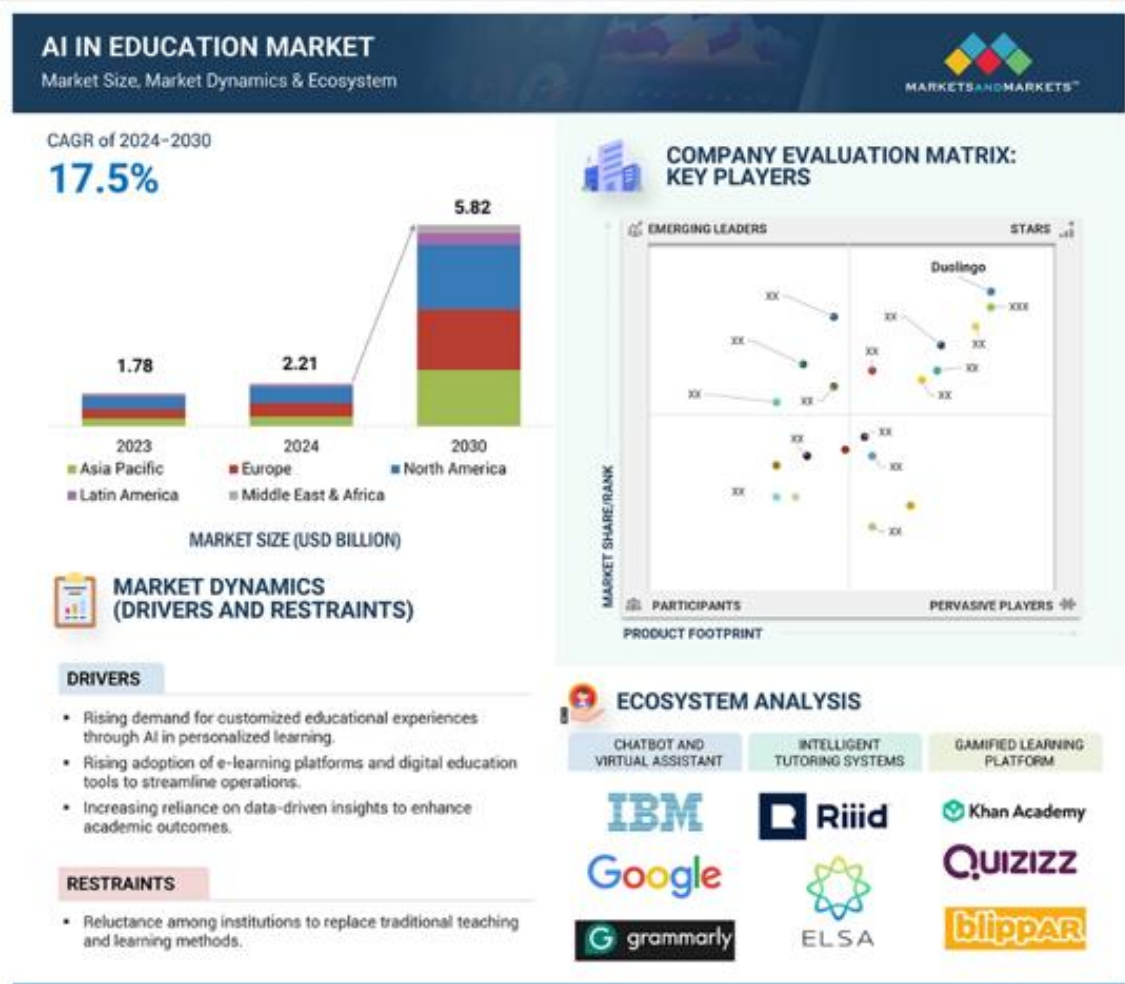 AI IN EDUCATION MARKET
Market Size, Market Dynamics & Ecosystem
MARKETSANDMARKETS™
CAGR of 2024-2030
17.5%
1.78
2.21
5.82
2023
2024
2030
Asia Pacific
Europe
North America
Latin America
Middle East & Africa
MARKET SIZE (USD BILLION)
MARKET DYNAMICS
(DRIVERS AND RESTRAINTS)
DRIVERS
Rising demand for customized educational experiences
through AI in personalized learning.
Rising adoption of e-learning platforms and digital education
tools to streamline operations.
Increasing reliance on data-driven insights to enhance
academic outcomes.
RESTRAINTS
Reluctance among institutions to replace traditional teaching
and learning methods.
COMPANY EVALUATION MATRIX:
KEY PLAYERS
EMERGING LEADERS
STARS
Duolingo
XX
XXX
XX
XX
XX
XX
XX
XX
XX
XX
XX
XX
XX
XX
XX
MARKET SHARE/RANK
PARTICIPANTS
PERVASIVE PLAYERS
PRODUCT FOOTPRINT
ECOSYSTEM ANALYSIS
CHATBOT AND
VIRTUAL ASSISTANT
IBM
Google
G grammarly
INTELLIGENT
TUTORING SYSTEMS
Riiid
ELSA
GAMIFIED LEARNING
PLATFORM
Khan Academy
QUIZIZZ
blippAR